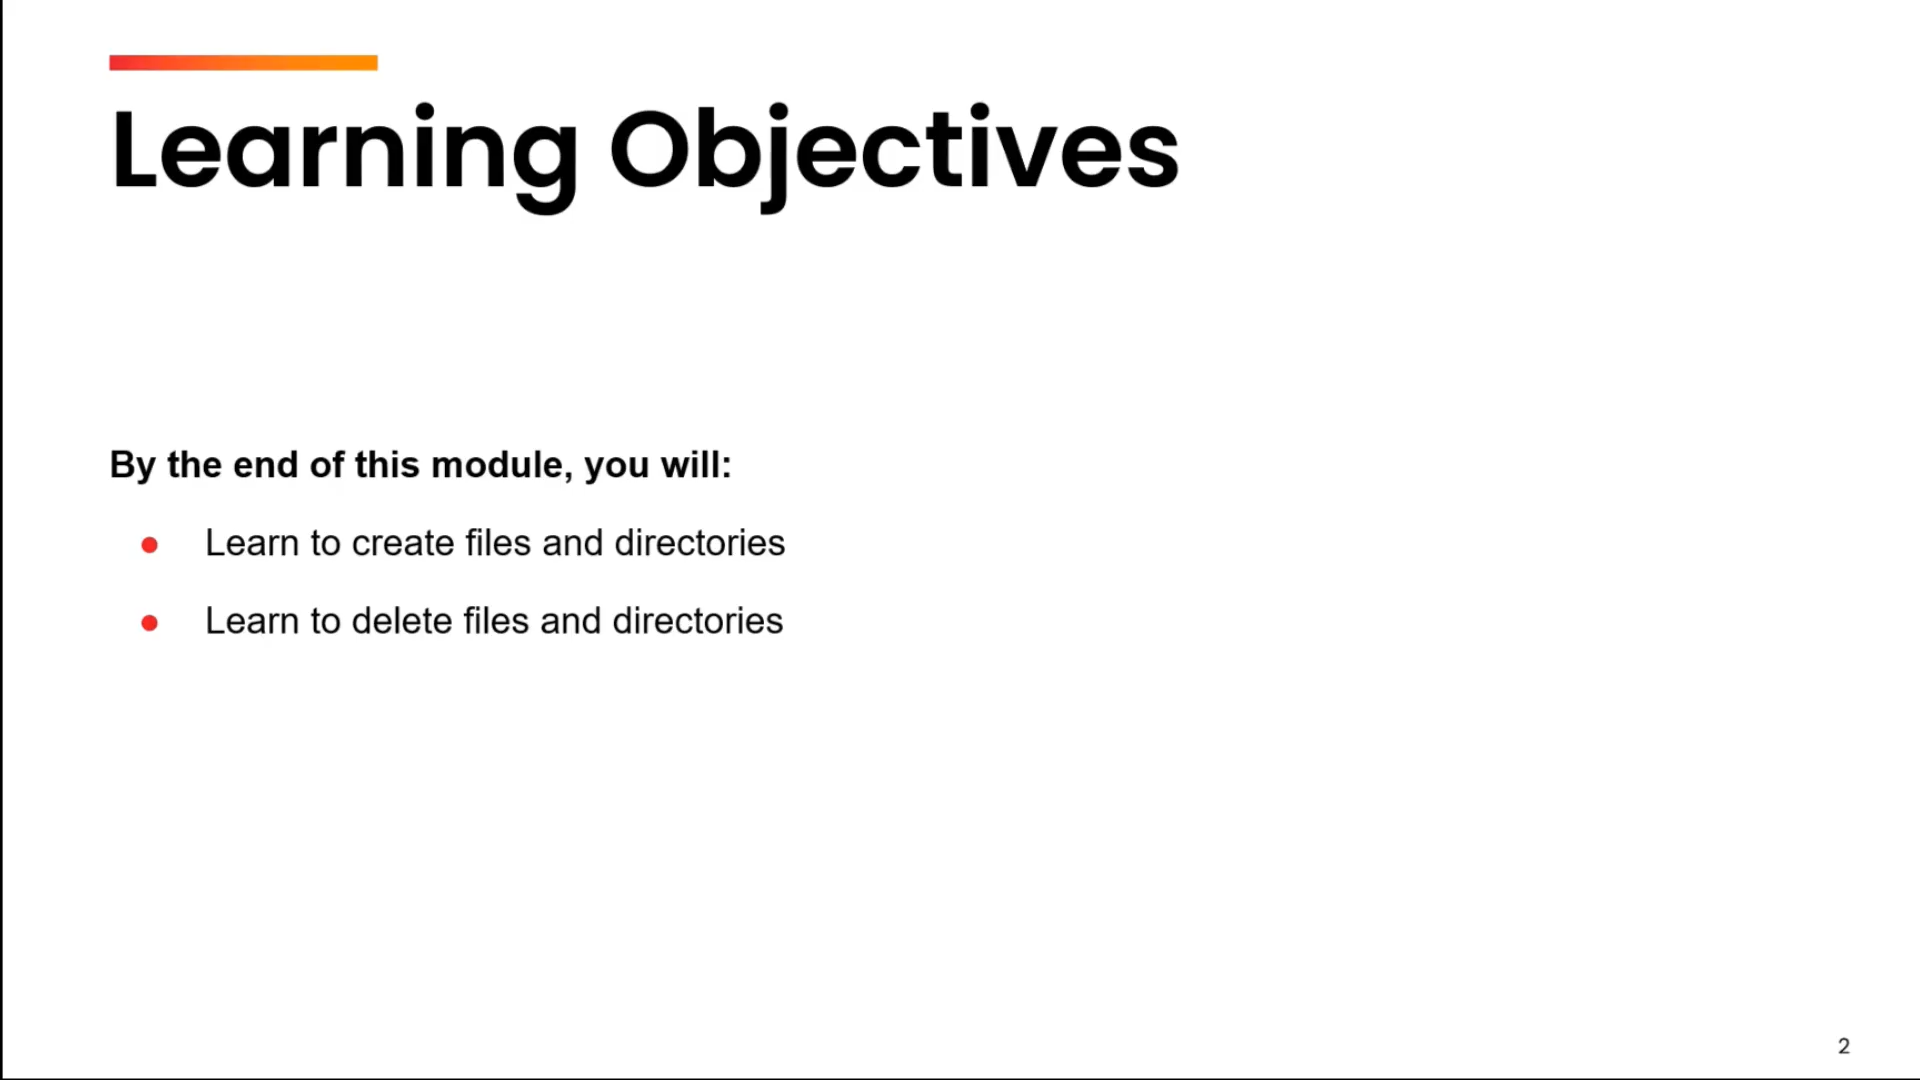 Learning Objectives
By the end of this module, you will:
● Learn to create files and directories
● Learn to delete files and directories
2